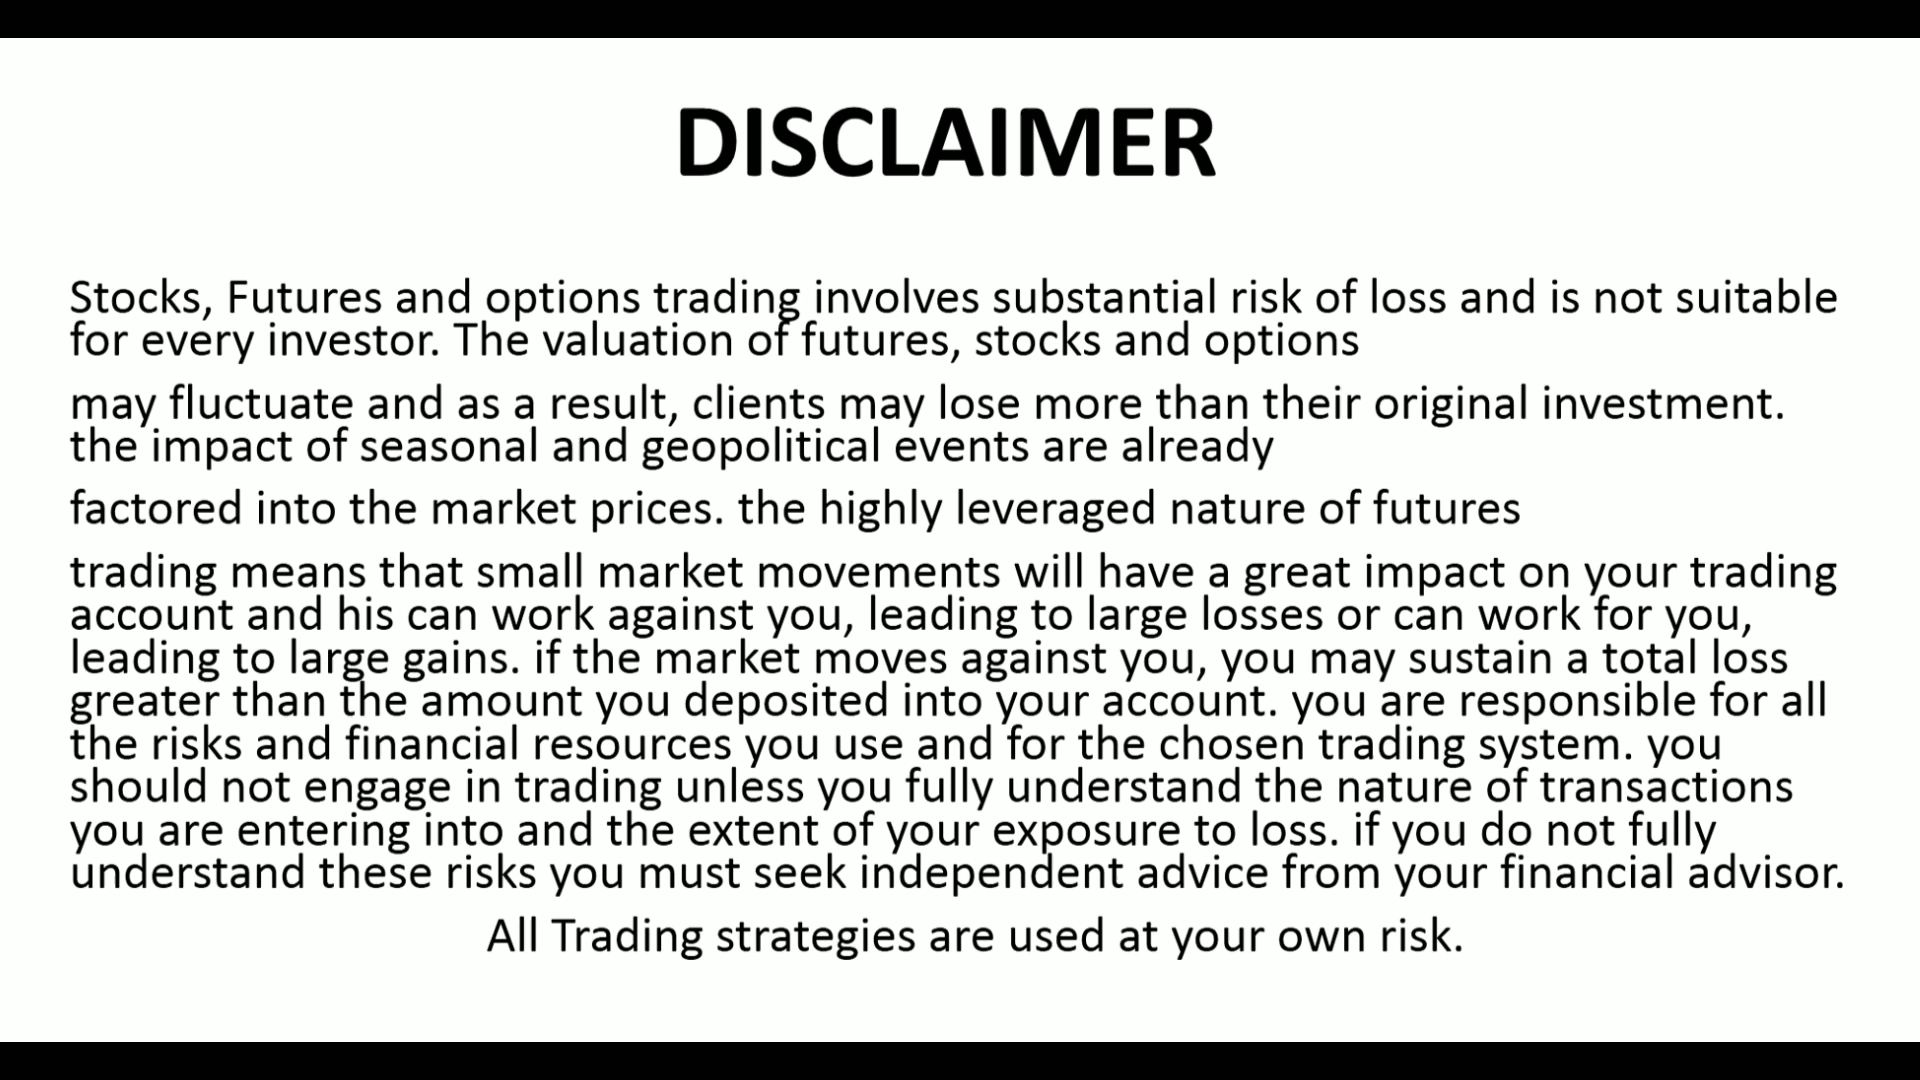 DISCLAIMER
Stocks, Futures and options trading involves substantial risk of loss and is not suitable
for every investor. The valuation of futures, stocks and options
may fluctuate and as a result, clients may lose more than their original investment.
the impact of seasonal and geopolitical events are already
factored into the market prices. the highly leveraged nature of futures
trading means that small market movements will have a great impact on your trading
account and his can work against you, leading to large losses or can work for you,
leading to large gains. if the market moves against you, you may sustain a total loss
greater than the amount you deposited into your account. you are responsible for all
the risks and financial resources you use and for the chosen trading system. you
should not engage in trading unless you fully understand the nature of transactions
you are entering into and the extent of your exposure to loss. if you do not fully
understand these risks you must seek independent advice from your financial advisor.
All Trading strategies are used at your own risk.